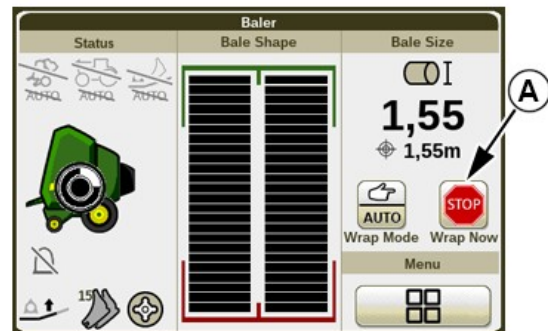 Baler
Status
Bale Shape
Bale Size
AUTO AUTO AUTO
1,55
1,55m
A
AUTO
STOP
Wrap Mode
Wrap Now
Menu
15